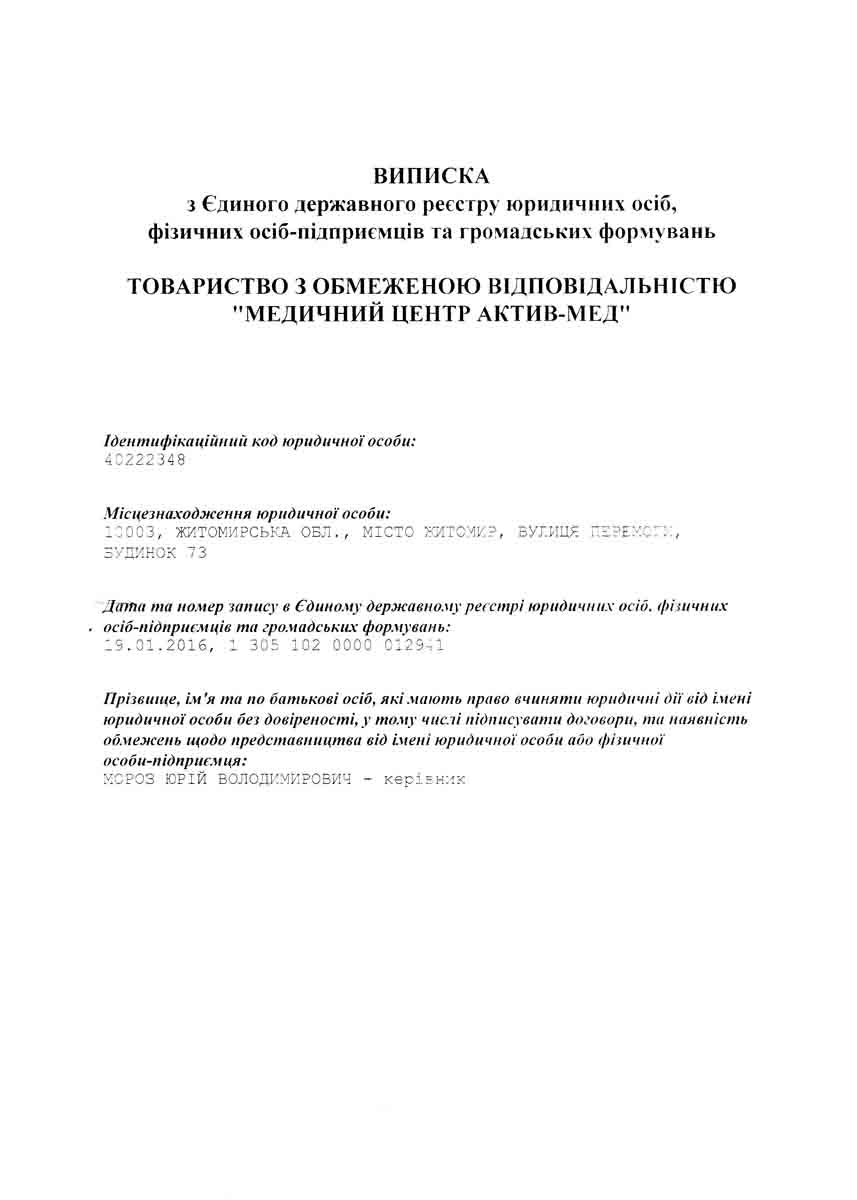 ВИПИСКА
з Єдиного державного реєстру юридичних осіб,
фізичних осіб-підприємців та громадських формувань
ТОВАРИСТВО З ОБМЕЖЕНОЮ ВІДПОВІДАЛЬНІСТЮ
"МЕДИЧНИЙ ЦЕНТР АКТИВ-МЕД"
Ідентифікаційний код юридичної особи:
40222348
Місцезнаходження юридичної особи:
10003, ЖИТОМИРСЬКА ОБЛ., МІСТО ЖИТОМИР, ВУЛИЦЯ ПЕРЕМОГИ,
БУДИНОК 73
Дата та номер запису в Єдиному державному реєстрі юридичних осіб, фізичних
осіб-підприємців та громадських формувань:
19.01.2016, 1 305 102 0000 012941
Прізвище, ім'я та по батькові осіб, які мають право вчиняти юридичні дії від імені
юридичної особи без довіреності, у тому числі підписувати договори, та наявність
обмежень щодо представництва від імені юридичної особи або фізичної
особи-підприємця:
МОРОЗ ЮРІЙ ВОЛОДИМИРОВИЧ - керівник